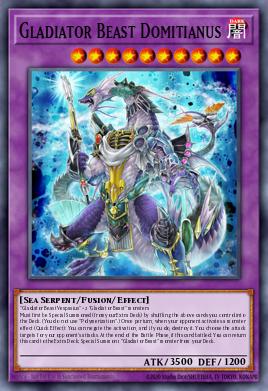 Gladiator Beast Domitianus
DARK
闇
[Sea Serpent/Fusion/Effect]
"Gladiator Beast Vespasius" + 2 "Gladiator Beast" monsters
Must first be Special Summoned (from your Extra Deck) by shuffling the above cards you control into
the Deck. (You do not use "Polymerization".) Once per turn, when your opponent activates a monster
effect (Quick Effect): You can negate the activation, and if you do, destroy it. You choose the attack
targets for your opponent's attacks. At the end of the Battle Phase, if this card battled: You can return
this card to the Extra Deck; Special Summon 1 "Gladiator Beast" monster from your Deck.
ATK/3500 DEF/1200